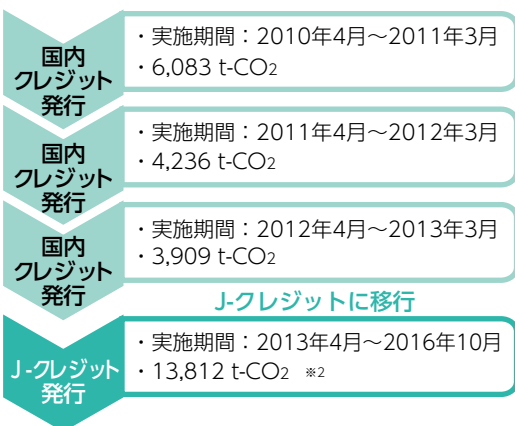 国内
クレジット
発行
・実施期間：2010年4月～2011年3月
・6,083 t-CO2
国内
クレジット
発行
・実施期間：2011年4月～2012年3月
・4,236 t-CO2
国内
クレジット
発行
・実施期間：2012年4月～2013年3月
・3,909 t-CO2
J-クレジットに移行
J-クレジット
発行
・実施期間：2013年4月～2016年10月
・13,812 t-CO2 ※2